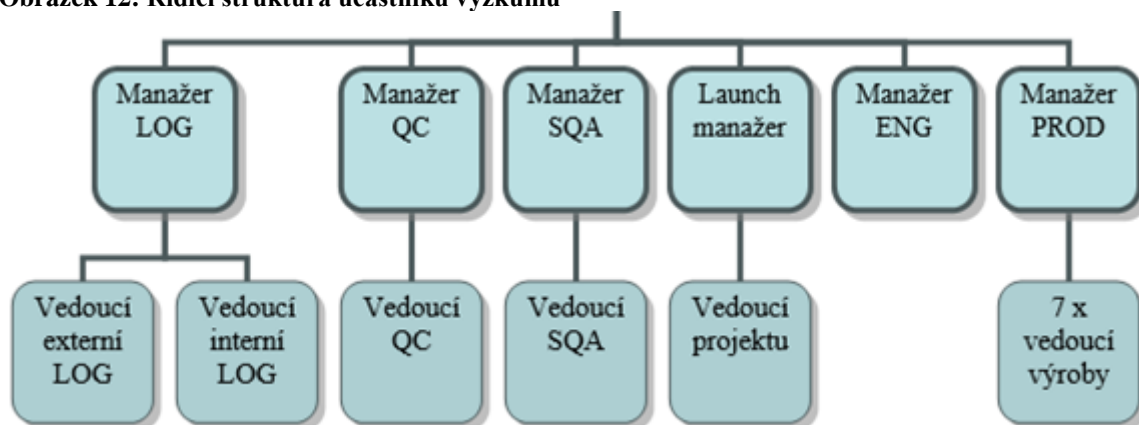 Obrázek 12: Řídící struktura účastníků výzkumu
Manažer
LOG
Manažer
QC
Manažer
SQA
Launch
manažer
Manažer
ENG
Manažer
PROD
Vedoucí
externí
LOG
Vedoucí
interní
LOG
Vedoucí
QC
Vedoucí
SQA
Vedoucí
projektu
7 x
vedoucí
výroby